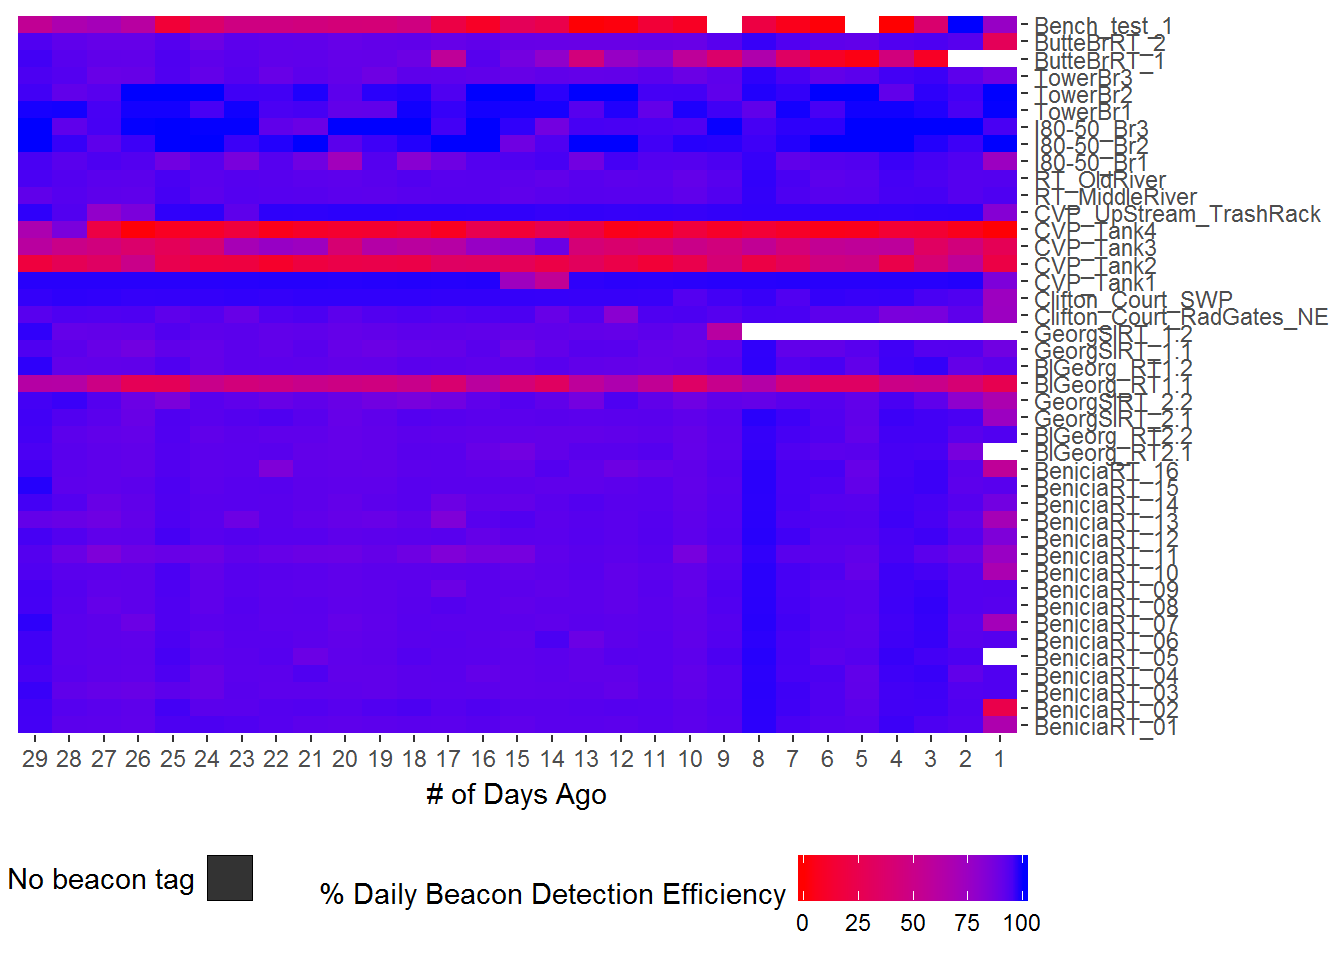 Bench_test_1
ButteBrRT_2
ButteBrRT_1
TowerBr3
TowerBr2
TowerBr1
I80-50_Br3
I80-50_Br2
I80-50_Br1
RT_OldRiver
RT_MiddleRiver
CVP_UpStream_TrashRack
CVP_Tank4
CVP_Tank3
CVP_Tank2
CVP_Tank1
Clifton_Court_SWP
Clifton_Court_RadGates_NE
GeorgSlRT_1.2
GeorgSlRT_1.1
BlGeorg_RT1.2
BlGeorg_RT1.1
GeorgSlRT_2.2
GeorgSlRT_2.1
BlGeorg_RT2.2
BlGeorg_RT2.1
BeniciaRT_16
BeniciaRT_15
BeniciaRT_14
BeniciaRT_13
BeniciaRT_12
BeniciaRT_11
BeniciaRT_10
BeniciaRT_09
BeniciaRT_08
BeniciaRT_07
BeniciaRT_06
BeniciaRT_05
BeniciaRT_04
BeniciaRT_03
BeniciaRT_02
BeniciaRT_01
29 28 27 26 25 24 23 22 21 20 19 18 17 16 15 14 13 12 11 10 9 8 7 6 5 4 3 2 1
# of Days Ago
No beacon tag
% Daily Beacon Detection Efficiency
0 25 50 75 100